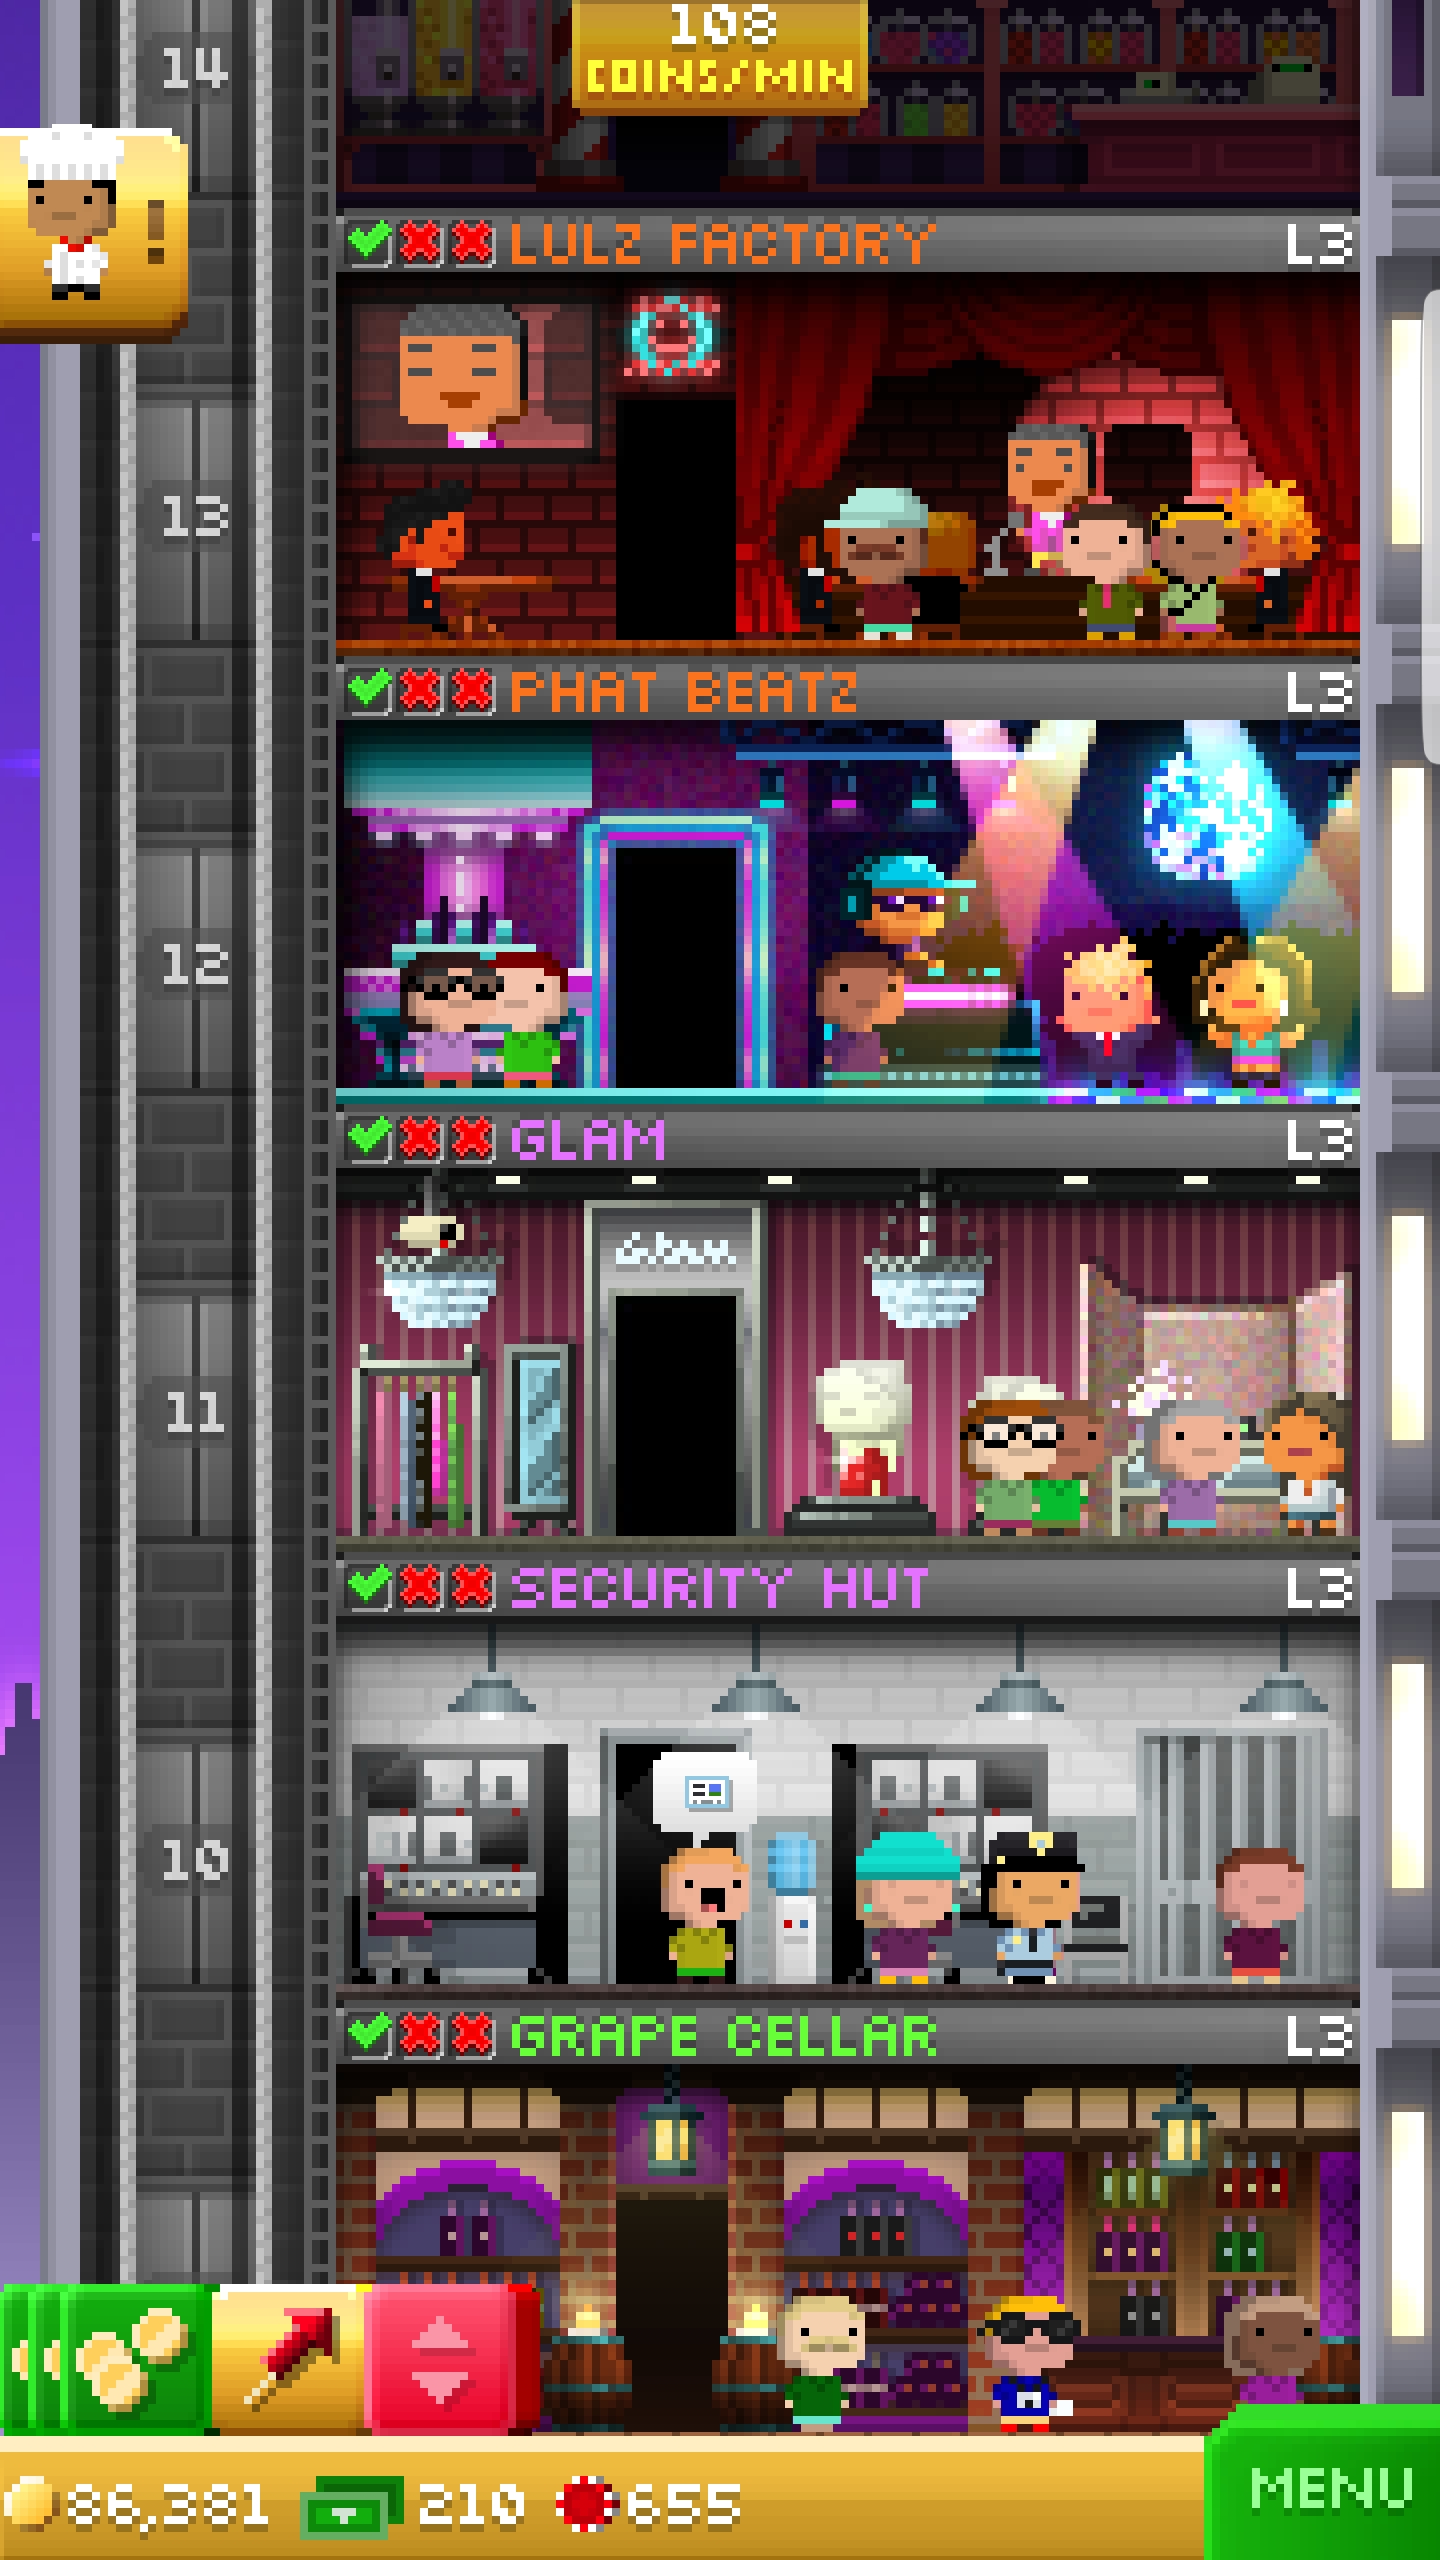 108
COINS/MIN
14
!
LULZ FACTORY
L3
13
PHAT BEATZ
L3
12
GLAM
L3
Glam
11
SECURITY HUT
L3
10
GRAPE CELLAR
L3
86,381
210
655
MENU